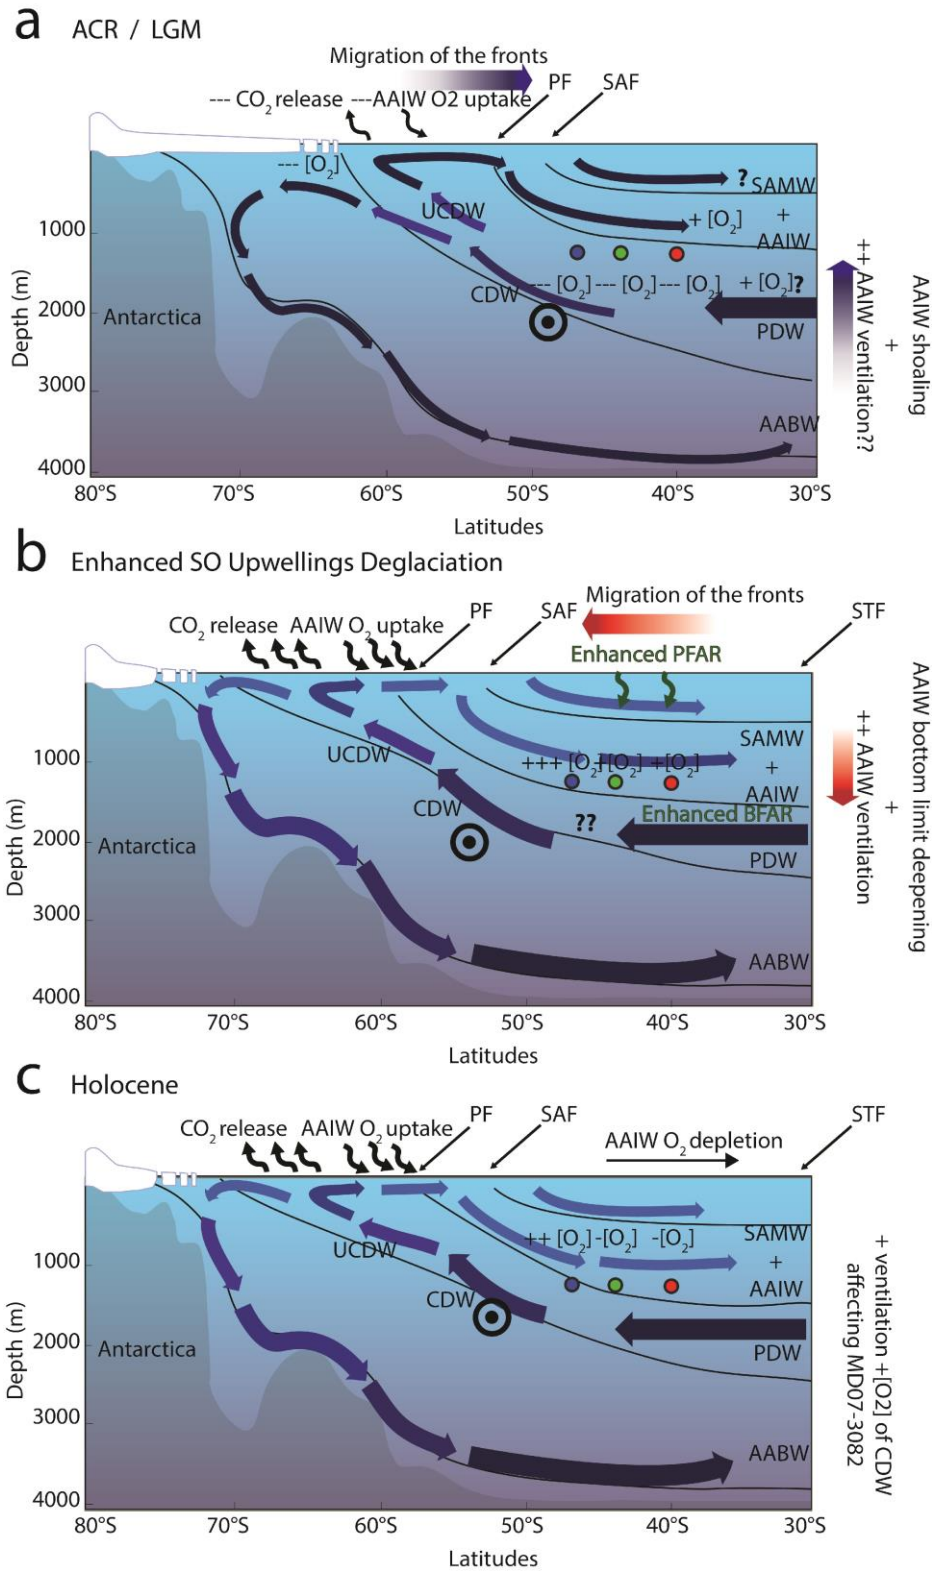 a ACR / LGM
Migration of the fronts
PF SAF
--- CO2 release ---AAIW O2 uptake
--- [O2]
? SAMW
UCDW
+ [O2] +
AAIW
1000
--- [O2] --- [O2] --- [O2] + [O2]?
CDW
2000
Antarctica
PDW
3000
AABW
4000
Depth (m)
80°S 70°S 60°S 50°S 40°S 30°S
Latitudes
++ AAIW ventilation??
+
AAIW shoaling
b Enhanced SO Upwellings Deglaciation
Migration of the fronts
PF SAF STF
CO2 release AAIW O2 uptake
Enhanced PFAR
SAMW
UCDW
+++ [O2] +[O2] +[O2] +
1000
AAIW
CDW
?? Enhanced BFAR
2000
Antarctica
PDW
3000
AABW
4000
Depth (m)
80°S 70°S 60°S 50°S 40°S 30°S
Latitudes
++ AAIW ventilation
+
AAIW bottom limit deepening
c Holocene
PF SAF STF
CO2 release AAIW O2 uptake
AAIW O2 depletion
SAMW
UCDW
++ [O2] -[O2] -[O2]
+
1000
AAIW
CDW
2000
Antarctica
PDW
3000
AABW
4000
Depth (m)
80°S 70°S 60°S 50°S 40°S 30°S
Latitudes
+ ventilation +[O2] of CDW
affecting MD07-3082